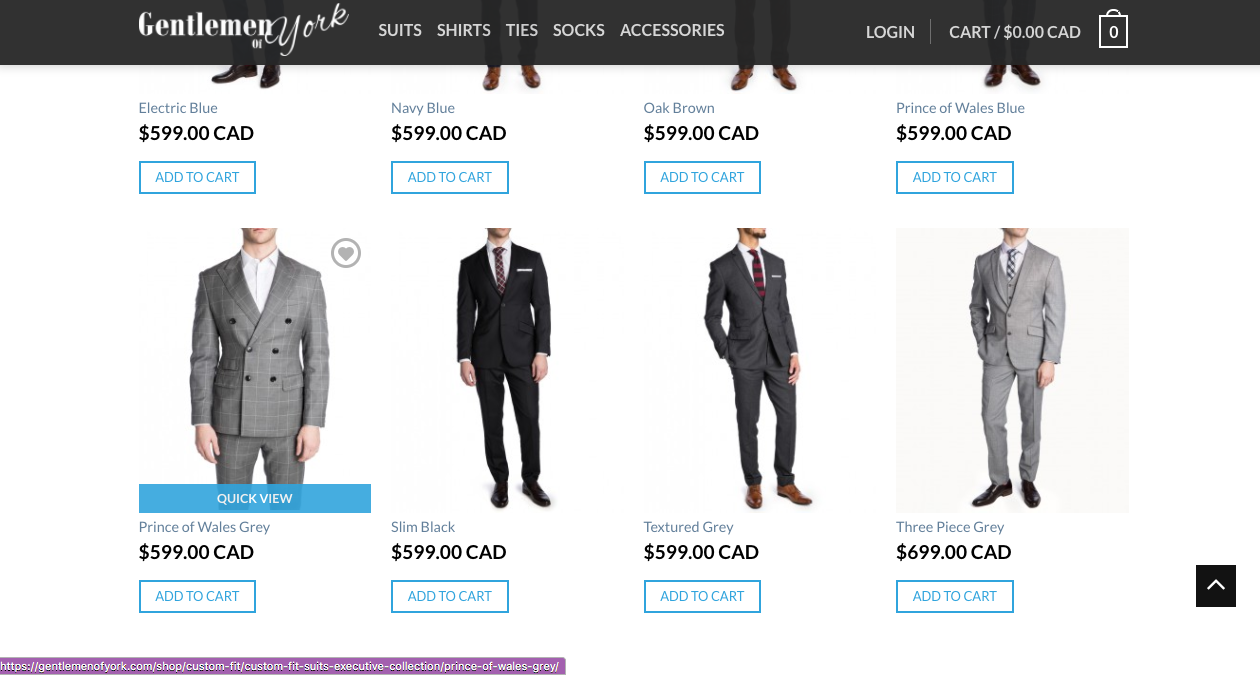 Gentlemen of York
SUITS SHIRTS TIES SOCKS ACCESSORIES
LOGIN
CART / $0.00 CAD
0
Electric Blue
$599.00 CAD
ADD TO CART
Navy Blue
$599.00 CAD
ADD TO CART
Oak Brown
$599.00 CAD
ADD TO CART
Prince of Wales Blue
$599.00 CAD
ADD TO CART
QUICK VIEW
Prince of Wales Grey
$599.00 CAD
ADD TO CART
Slim Black
$599.00 CAD
ADD TO CART
Textured Grey
$599.00 CAD
ADD TO CART
Three Piece Grey
$699.00 CAD
ADD TO CART
https://gentlemenofyork.com/shop/custom-fit/custom-fit-suits-executive-collection/prince-of-wales-grey/